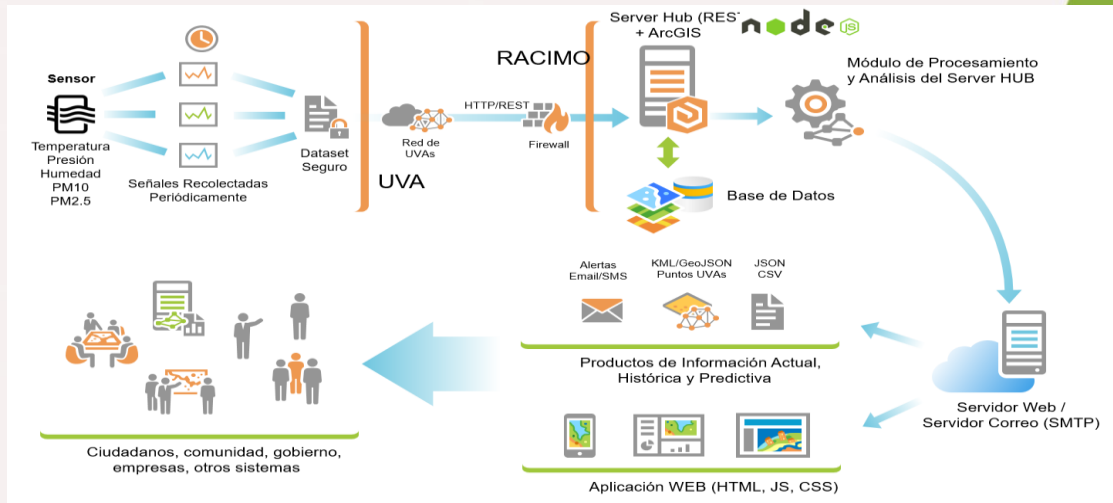 Sensor
Temperatura
Presión
Humedad
PM10
PM2.5
Señales Recolectadas
Periódicamente
Dataset
Seguro
UVA
Red de
UVAs
HTTP/REST
Firewall
RACIMO
Server Hub (RES
+ ArcGIS
node
JS
Base de Datos
Módulo de Procesamiento
y Análisis del Server HUB
Servidor Web /
Servidor Correo (SMTP)
Alertas
Email/SMS
KML/GeoJSON
Puntos UVAs
JSON
CSV
Productos de Información Actual,
Histórica y Predictiva
Aplicación WEB (HTML, JS, CSS)
Ciudadanos, comunidad, gobierno,
empresas, otros sistemas